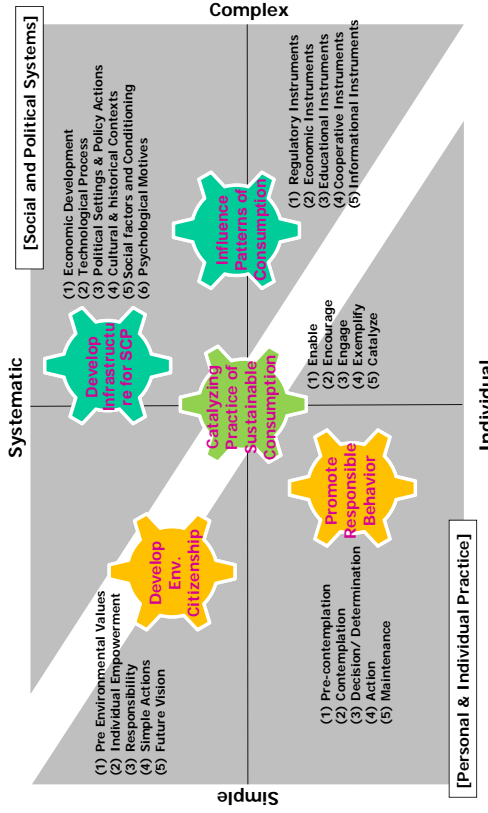 Systematic
[Social and Political Systems]
Develop
Infrastructu
re for SCP
(1) Economic Development
(2) Technological Process
(3) Political Settings & Policy Actions
(4) Cultural & historical Contexts
(5) Social factors and Conditioning
(6) Psychological Motives
(1) Pre Environmental Values
(2) Individual Empowerment
(3) Responsibility
(4) Simple Actions
(5) Future Vision
Develop
Env.
Citizenship
Simple
Catalyzing
Practice of
Sustainable
Consumption
Influence
Patterns of
Consumption
Complex
(1) Regulatory Instruments
(2) Economic Instruments
(3) Educational Instruments
(4) Cooperative Instruments
(5) Informational Instruments
(1) Enable
(2) Encourage
(3) Engage
(4) Exemplify
(5) Catalyze
Promote
Responsible
Behavior
(1) Pre-contemplation
(2) Contemplation
(3) Decision/ Determination
(4) Action
(5) Maintenance
[Personal & Individual Practice]
Individual